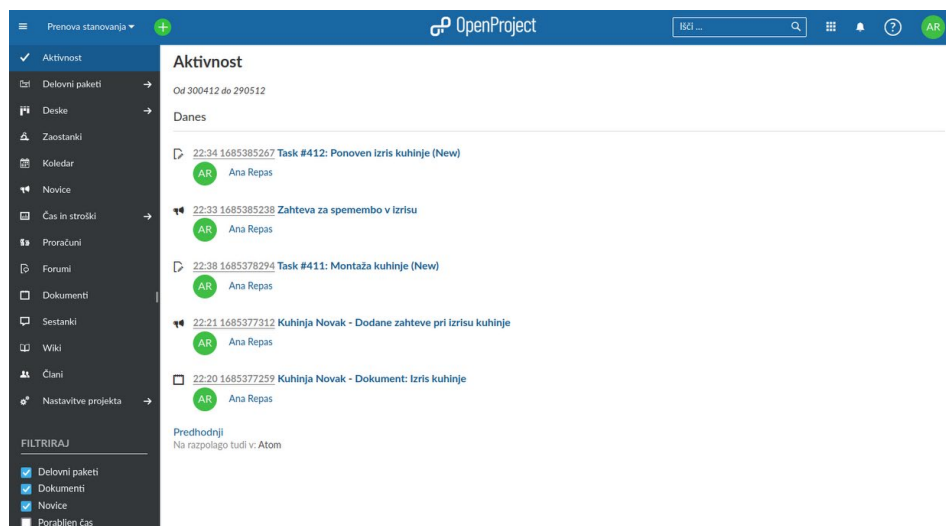 Prenova stanovanja
OpenProject
Išči ...
AR
Aktivnost
Delovni paketi
Deske
Zaostanki
Koledar
Novice
Čas in stroški
Proračuni
Forumi
Dokumenti
Sestanki
Wiki
Člani
Nastavitve projekta
FILTRIRAJ
Delovni paketi
Dokumenti
Novice
Porabljen čas
Aktivnost
Od 300412 do 290512
Danes
22:34 1685385267 Task #412: Ponoven izris kuhinje (New)
AR Ana Repas
22:33 1685385238 Zahteva za spemembo v izrisu
AR Ana Repas
22:38 1685378294 Task #411: Montaža kuhinje (New)
AR Ana Repas
22:21 1685377312 Kuhinja Novak - Dodane zahteve pri izrisu kuhinje
AR Ana Repas
22:20 1685377259 Kuhinja Novak - Dokument: Izris kuhinje
AR Ana Repas
Predhodnji
Na razpolago tudi v: Atom